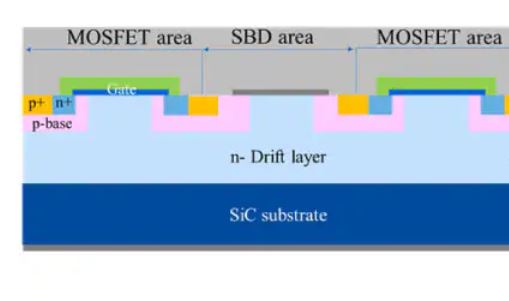 MOSFET area SBD area MOSFET area
Gate
p+ n+
p-base
n- Drift layer
SiC substrate